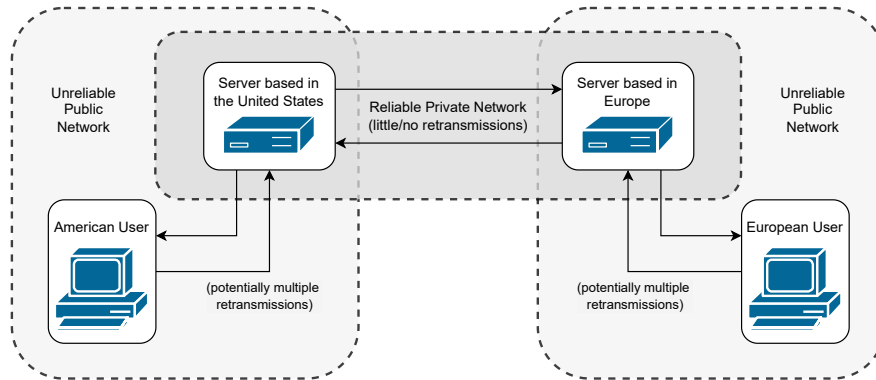 Unreliable
Public
Network
Server based in
the United States
Reliable Private Network
(little/no retransmissions)
Server based in
Europe
Unreliable
Public
Network
American User
(potentially multiple
retransmissions)
(potentially multiple
retransmissions)
European User